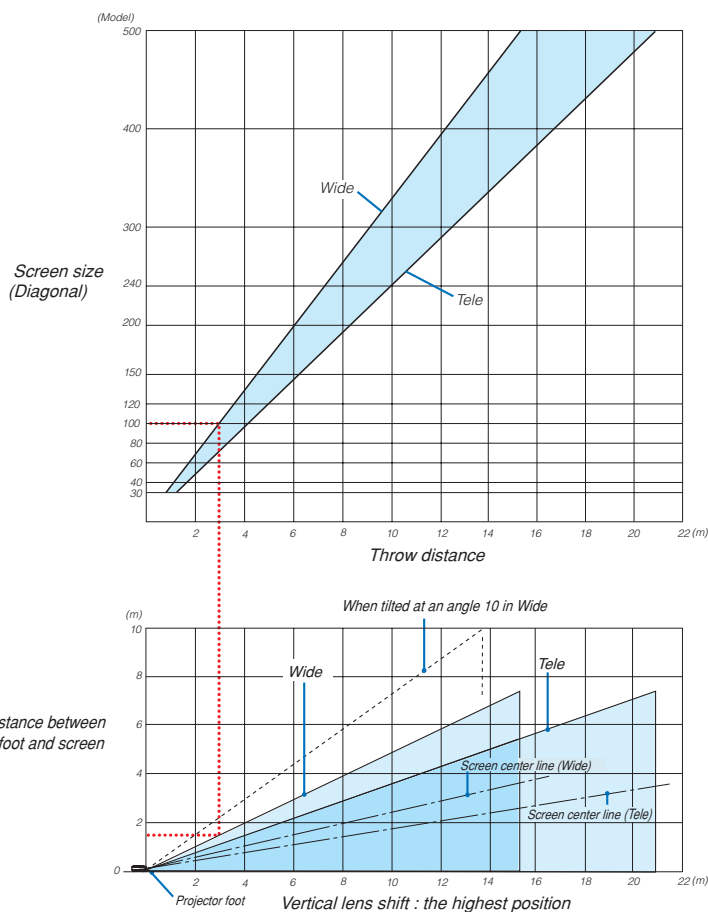 (Model)
500
400
Wide
300
Screen size
(Diagonal)
240
Tele
200
150
120
100
80
60
40
30
2 4 6 8 10 12 14 16 18 20 22 (m)
Throw distance
(m)
10
When tilted at an angle 10 in Wide
8
Wide
Tele
6
stance between
foot and screen
4
Screen center line (Wide)
2
Screen center line (Tele)
0
2 4 6 8 10 12 14 16 18 20 22 (m)
Projector foot
Vertical lens shift : the highest position